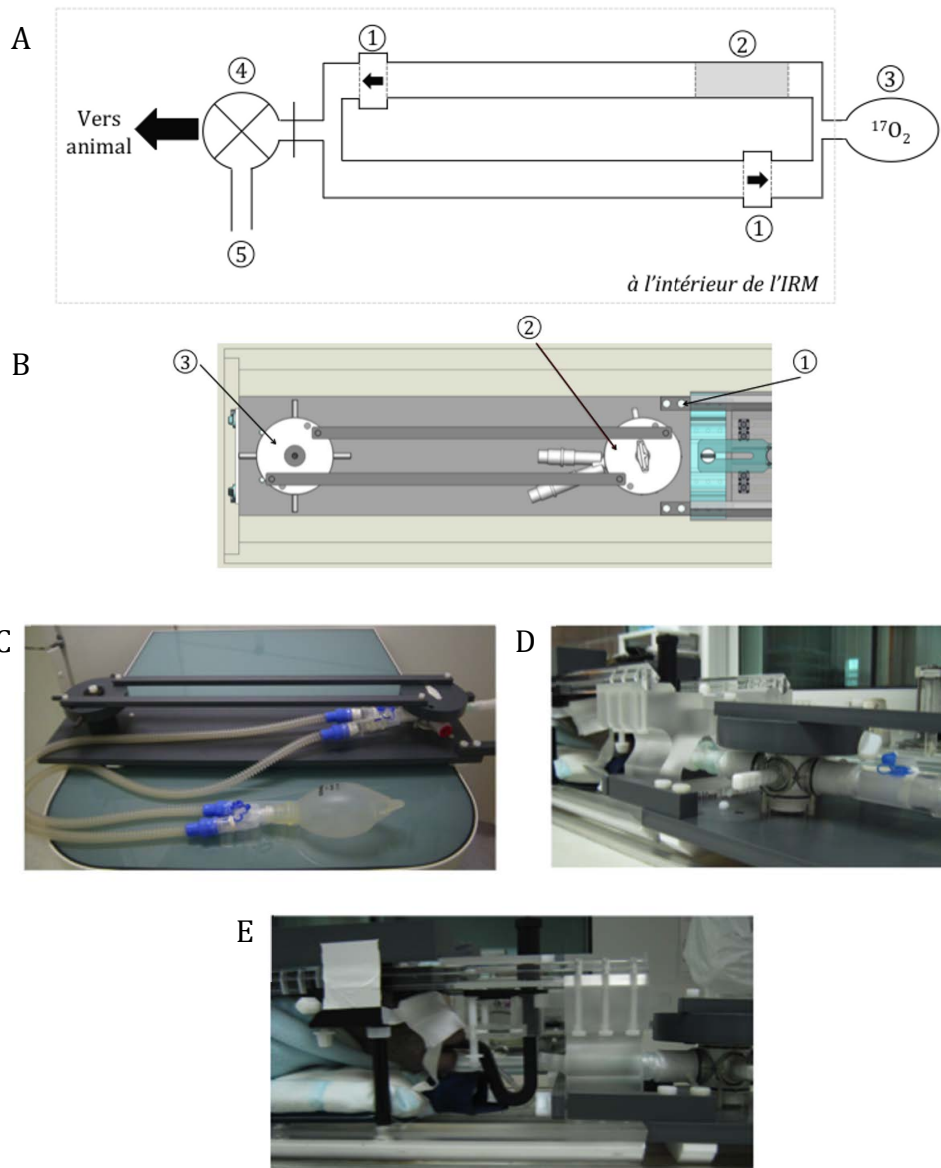 A
①
②
④
③
Vers
animal
¹⁷O₂
①
⑤
à l'intérieur de l'IRM
B
②
③
①
C
D
E